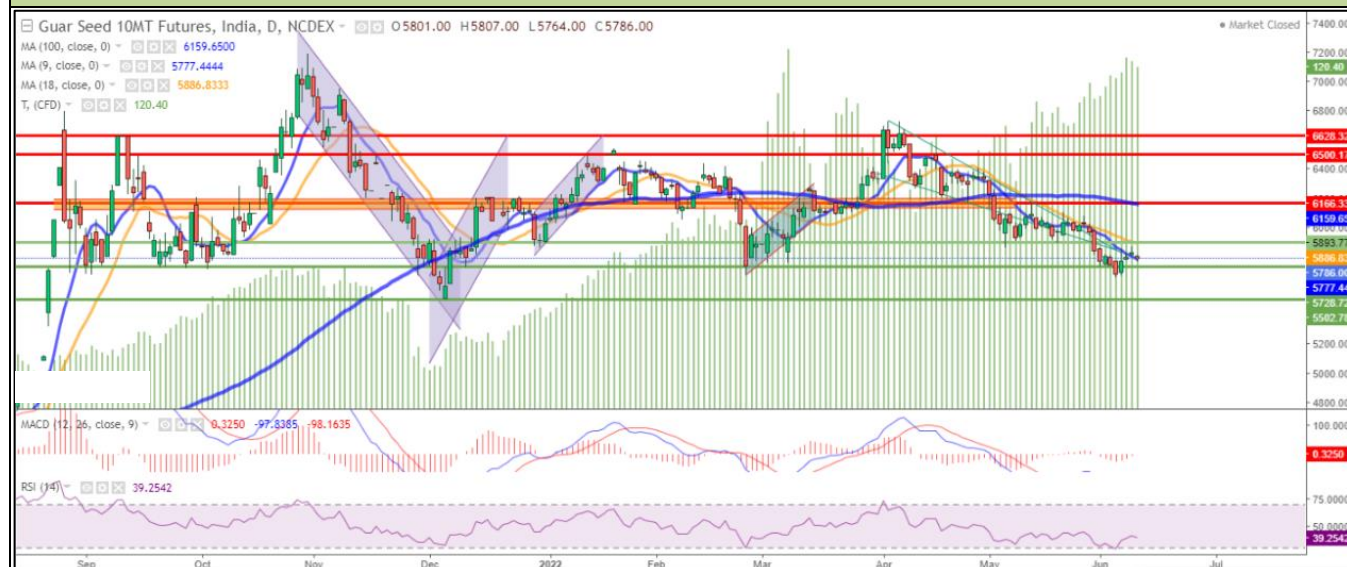 Guar Seed 10MT Futures, India, D, NCDEX O5801.00 H5807.00 L5764.00 C5786.00
Market Closed
MA (100, close, 0) 6159.6500
MA (9, close, 0) 5777.4444
MA (18, close, 0) 5886.8333
T, (CFD) 120.40
7400.00
7200.00
120.40
7000.00
6800.00
6628.33
6500.17
6400.00
6166.33
6159.65
6000.00
5893.77
5886.83
5786.00
5777.44
5728.72
5502.78
5200.00
5000.00
4800.00
MACD (12, 26, close, 9) 0.3250 -97.8385 -98.1635
100.0000
0.3250
RSI (14) 39.2542
75.0000
50.0000
39.2542
Sep Oct Nov Dec 2022 Feb Mar Apr May Jun Jul